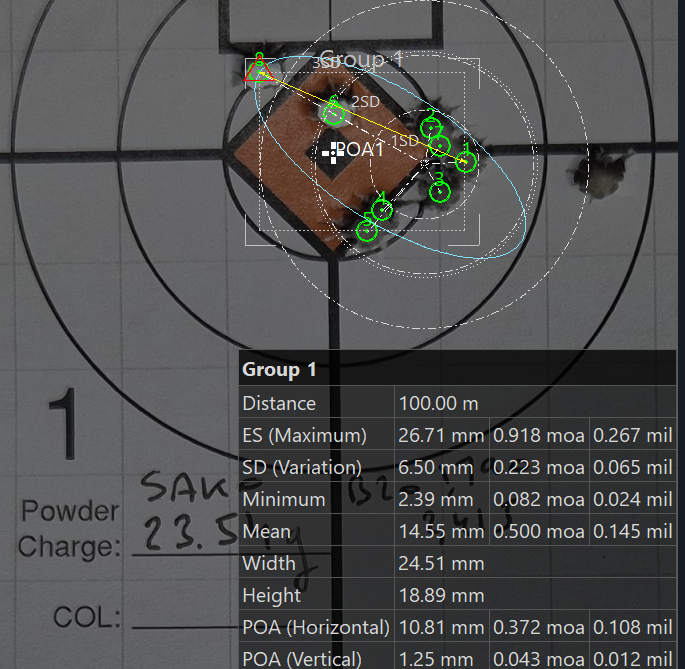 Group 1
3SD
2SD
1SD
POA1
8
6
2
1
3
4
5
Group 1
Distance 100.00 m
ES (Maximum) 26.71 mm 0.918 moa 0.267 mil
SD (Variation) 6.50 mm 0.223 moa 0.065 mil
Minimum 2.39 mm 0.082 moa 0.024 mil
Mean 14.55 mm 0.500 moa 0.145 mil
Width 24.51 mm
Height 18.89 mm
POA (Horizontal) 10.81 mm 0.372 moa 0.108 mil
POA (Vertical) 1.25 mm 0.043 moa 0.012 mil
1
SAKO
Powder
Charge: 23.5
COL: